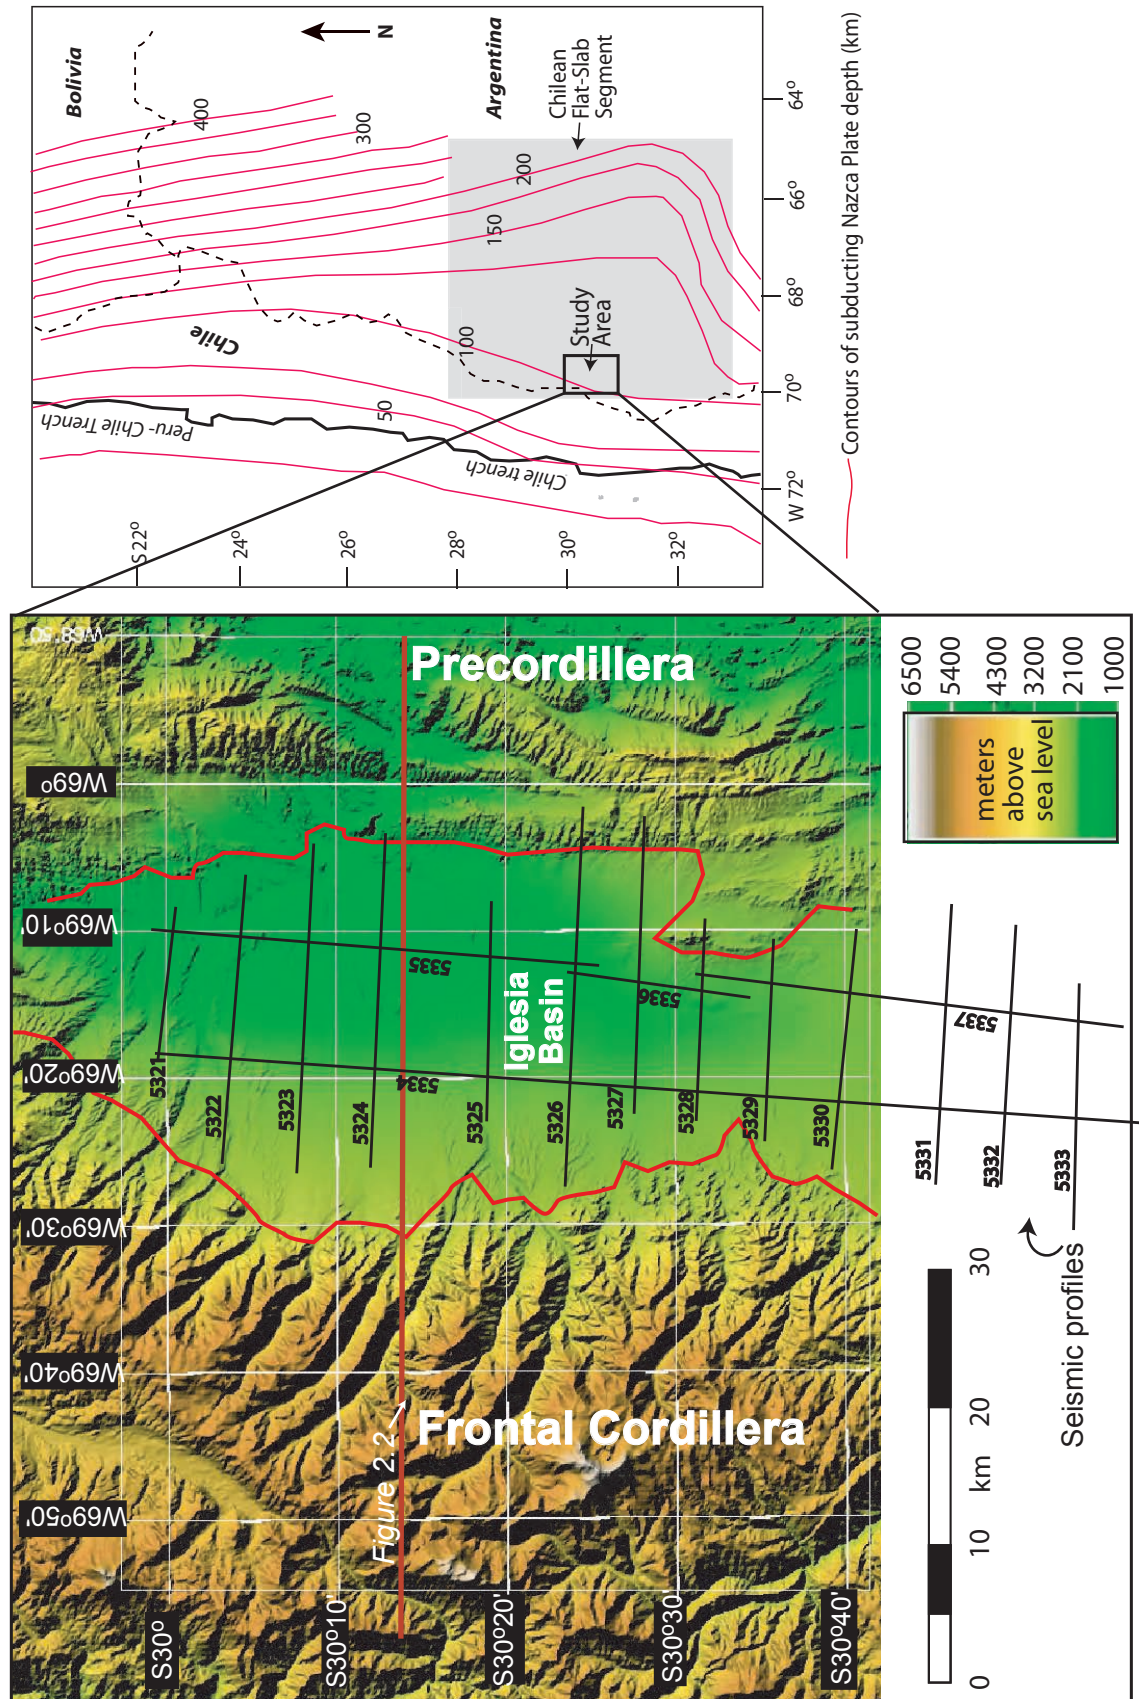 Bolivia
Argentina
Chile
N
400
300
200
150
100
50
Chilean
Flat-Slab
Segment
Study
Area
Peru-Chile Trench
Chile trench
S 22°
24°
26°
28°
30°
32°
64°
66°
68°
70°
W 72°
Contours of subducting Nazca Plate depth (km)
W68°50'
W69°
W69°10'
W69°20'
W69°30'
W69°40'
W69°50'
S30°
S30°10'
S30°20'
S30°30'
S30°40'
Precordillera
Iglesia
Basin
Frontal Cordillera
Figure 2.2
5321
5322
5323
5324
5325
5326
5327
5328
5329
5330
5331
5332
5333
5334
5335
5336
5337
Seismic profiles
0
10
20
30
km
meters
above
sea level
6500
5400
4300
3200
2100
1000